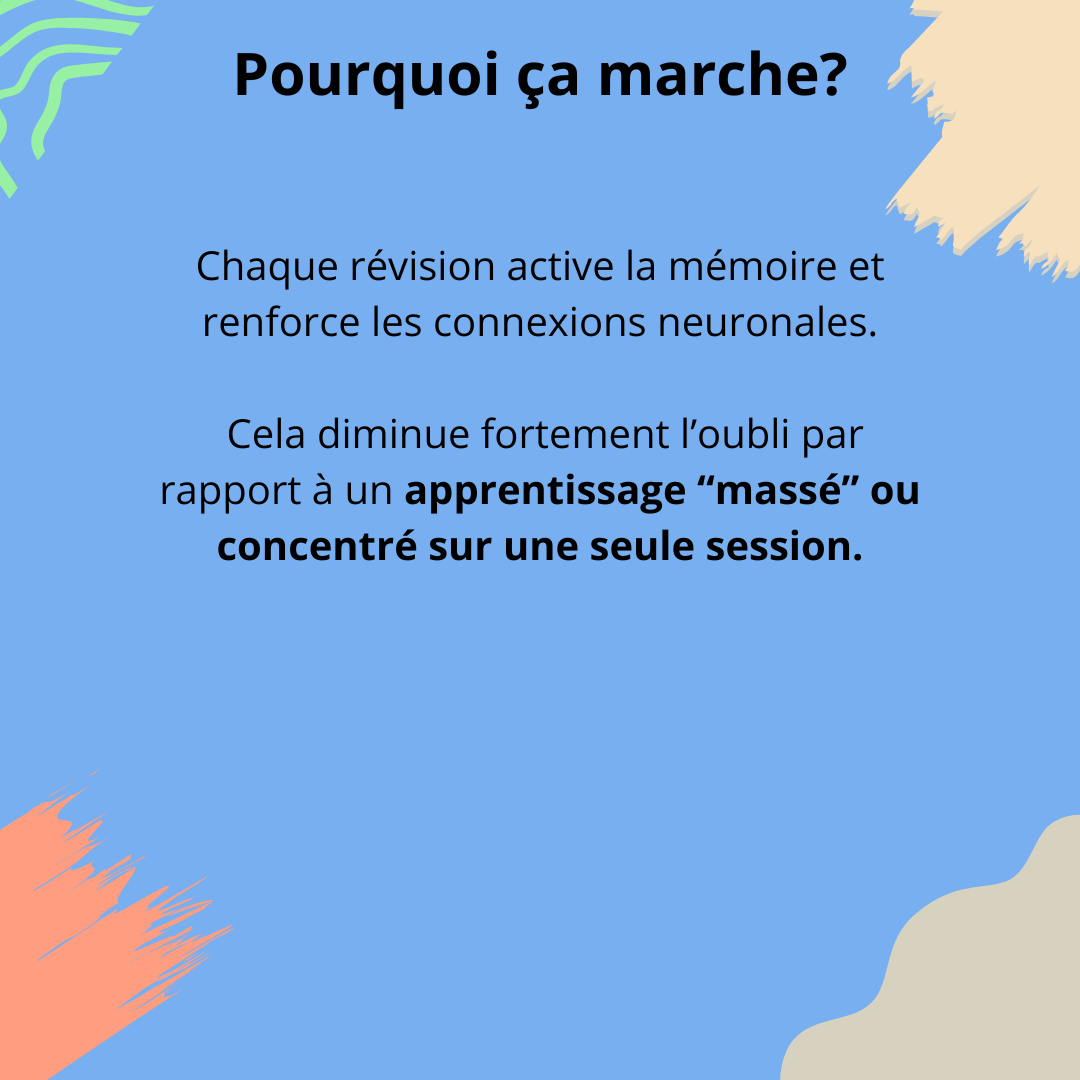 Pourquoi ça marche?
Chaque révision active la mémoire et
renforce les connexions neuronales.
Cela diminue fortement l’oubli par
rapport à un apprentissage “massé” ou
concentré sur une seule session.